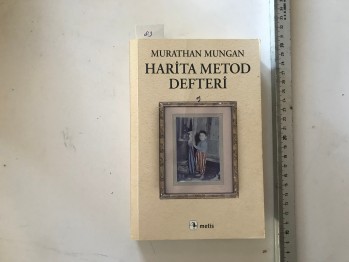 MURATHAN MUNGAN
HARİTA METOD
DEFTERİ
metis